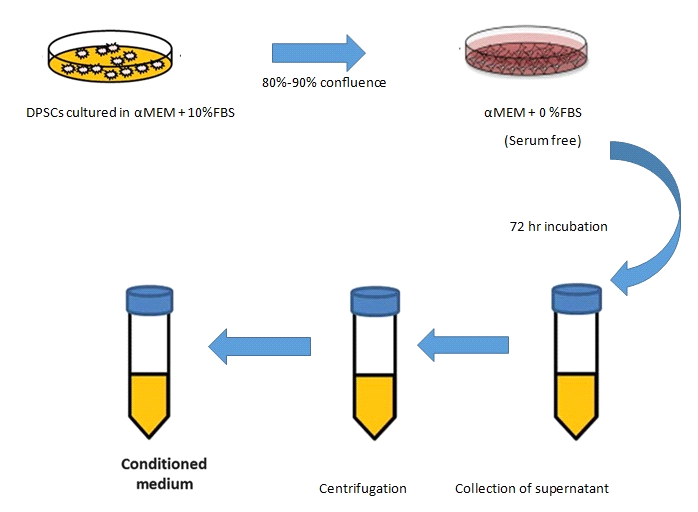 80%-90% confluence
DPSCs cultured in αMEM + 10%FBS
αMEM + 0 %FBS
(Serum free)
72 hr incubation
Conditioned
medium
Centrifugation
Collection of supernatant